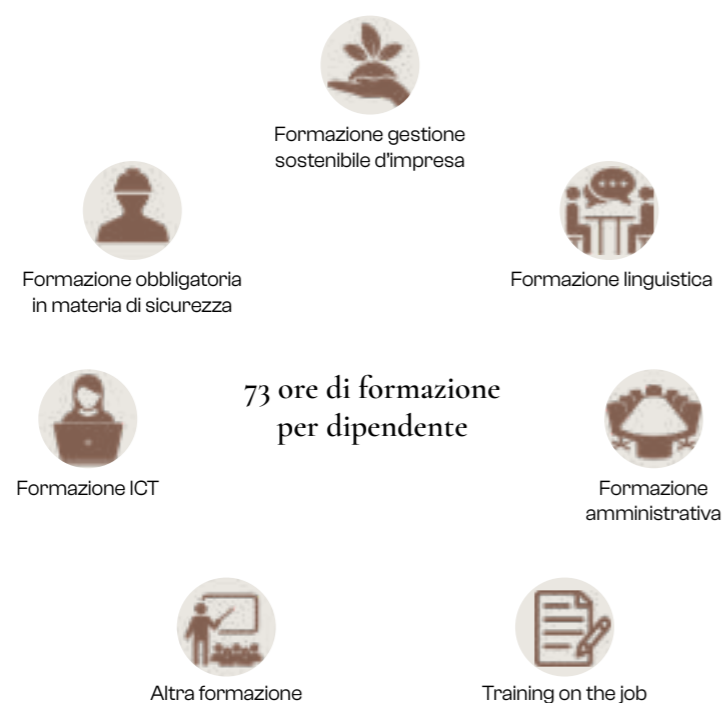 Formazione gestione
sostenibile d'impresa
Formazione obbligatoria
in materia di sicurezza
Formazione linguistica
73 ore di formazione
per dipendente
Formazione ICT
Formazione
amministrativa
Altra formazione
Training on the job